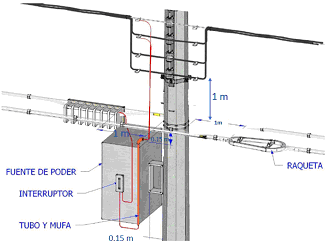 1 m
1m
0.15 m
1 m
FUENTE DE PODER
RAQUETA
INTERRUPTOR
TUBO Y MUFA
0.15 m